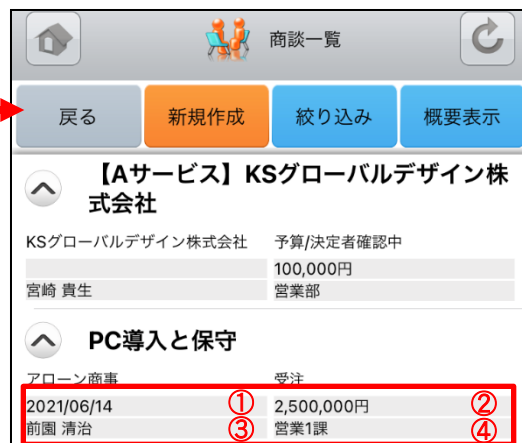 商談一覧
戻る 新規作成 絞り込み 概要表示
【Aサービス】KSグローバルデザイン株
式会社
KSグローバルデザイン株式会社 予算/決定者確認中
100,000円
宮崎 貴生 営業部
PC導入と保守
アローン商事 受注
2021/06/14 ① 2,500,000円 ②
前園 清治 ③ 営業1課 ④